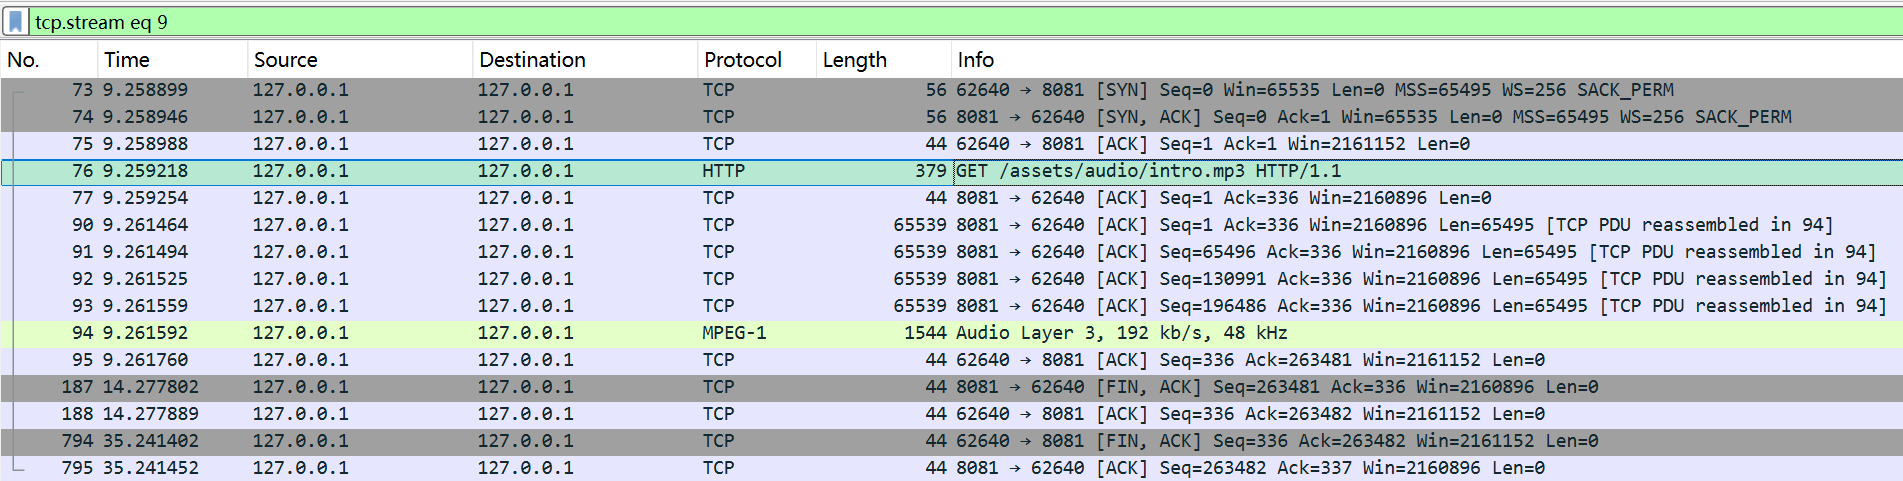 tcp.stream eq 9
No. Time Source Destination Protocol Length Info
73 9.258899 127.0.0.1 127.0.0.1 TCP 56 62640 → 8081 [SYN] Seq=0 Win=65535 Len=0 MSS=65495 WS=256 SACK_PERM
74 9.258946 127.0.0.1 127.0.0.1 TCP 56 8081 → 62640 [SYN, ACK] Seq=0 Ack=1 Win=65535 Len=0 MSS=65495 WS=256 SACK_PERM
75 9.258988 127.0.0.1 127.0.0.1 TCP 44 62640 → 8081 [ACK] Seq=1 Ack=1 Win=2161152 Len=0
76 9.259218 127.0.0.1 127.0.0.1 HTTP 379 GET /assets/audio/intro.mp3 HTTP/1.1
77 9.259254 127.0.0.1 127.0.0.1 TCP 44 8081 → 62640 [ACK] Seq=1 Ack=336 Win=2160896 Len=0
90 9.261464 127.0.0.1 127.0.0.1 TCP 65539 8081 → 62640 [ACK] Seq=1 Ack=336 Win=2160896 Len=65495 [TCP PDU reassembled in 94]
91 9.261494 127.0.0.1 127.0.0.1 TCP 65539 8081 → 62640 [ACK] Seq=65496 Ack=336 Win=2160896 Len=65495 [TCP PDU reassembled in 94]
92 9.261525 127.0.0.1 127.0.0.1 TCP 65539 8081 → 62640 [ACK] Seq=130991 Ack=336 Win=2160896 Len=65495 [TCP PDU reassembled in 94]
93 9.261559 127.0.0.1 127.0.0.1 TCP 65539 8081 → 62640 [ACK] Seq=196486 Ack=336 Win=2160896 Len=65495 [TCP PDU reassembled in 94]
94 9.261592 127.0.0.1 127.0.0.1 MPEG-1 1544 Audio Layer 3, 192 kb/s, 48 kHz
95 9.261760 127.0.0.1 127.0.0.1 TCP 44 62640 → 8081 [ACK] Seq=336 Ack=263481 Win=2161152 Len=0
187 14.277802 127.0.0.1 127.0.0.1 TCP 44 8081 → 62640 [FIN, ACK] Seq=263481 Ack=336 Win=2160896 Len=0
188 14.277889 127.0.0.1 127.0.0.1 TCP 44 62640 → 8081 [ACK] Seq=336 Ack=263482 Win=2161152 Len=0
794 35.241402 127.0.0.1 127.0.0.1 TCP 44 62640 → 8081 [FIN, ACK] Seq=336 Ack=263482 Win=2161152 Len=0
795 35.241452 127.0.0.1 127.0.0.1 TCP 44 8081 → 62640 [ACK] Seq=263482 Ack=337 Win=2160896 Len=0